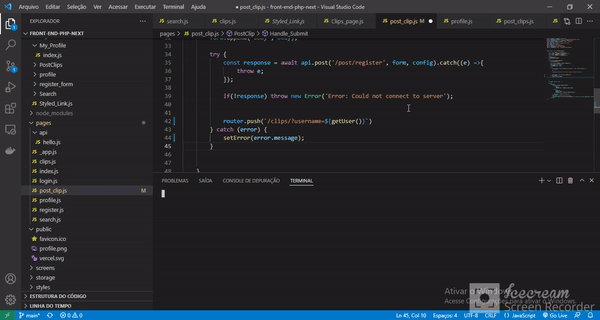 Arquivo Editar Seleção Ver Acessar Executar Terminal Ajuda
● post_clip.js - front-end-php-next - Visual Studio Code
EXPLORADOR
search.js clips.js Styled_Link.js Clips_page.js post_clip.js profile.js post_clips.js
pages > post_clip.js > PostClip > Handle_Submit
FRONT-END-PHP-NEXT
My_Profile
index.js
PostClips
profile
register_form
Search
Styled_Link.js
node_modules
pages
api
hello.js
_app.js
clips.js
index.js
login.js
post_clip.js M
profile.js
register.js
search.js
public
favicon.ico
profile.png
vercel.svg
screens
storage
styles
ESTRUTURA DO CÓDIGO
LINHA DO TEMPO
33
34 try {
35 const response = await api.post('/post/register', form, config).catch((e) =>{
36 throw e;
37 });
38
39 if(!response) throw new Error('Error: Could not connect to server');
40
41
42 router.push(`/clips/?username=${getUser()}`)
43 } catch (error) {
44 setError(error.message);
45 }
46
47
48 }
PROBLEMAS SAÍDA CONSOLE DE DEPURAÇÃO TERMINAL
Ativar o Windows
Acesse Configurações para ativar o Windows.
Icecream
Screen Recorder
main* 0 0 Ln 45, Col 10 Espaços: 4 UTF-8 CRLF JavaScript Go Live